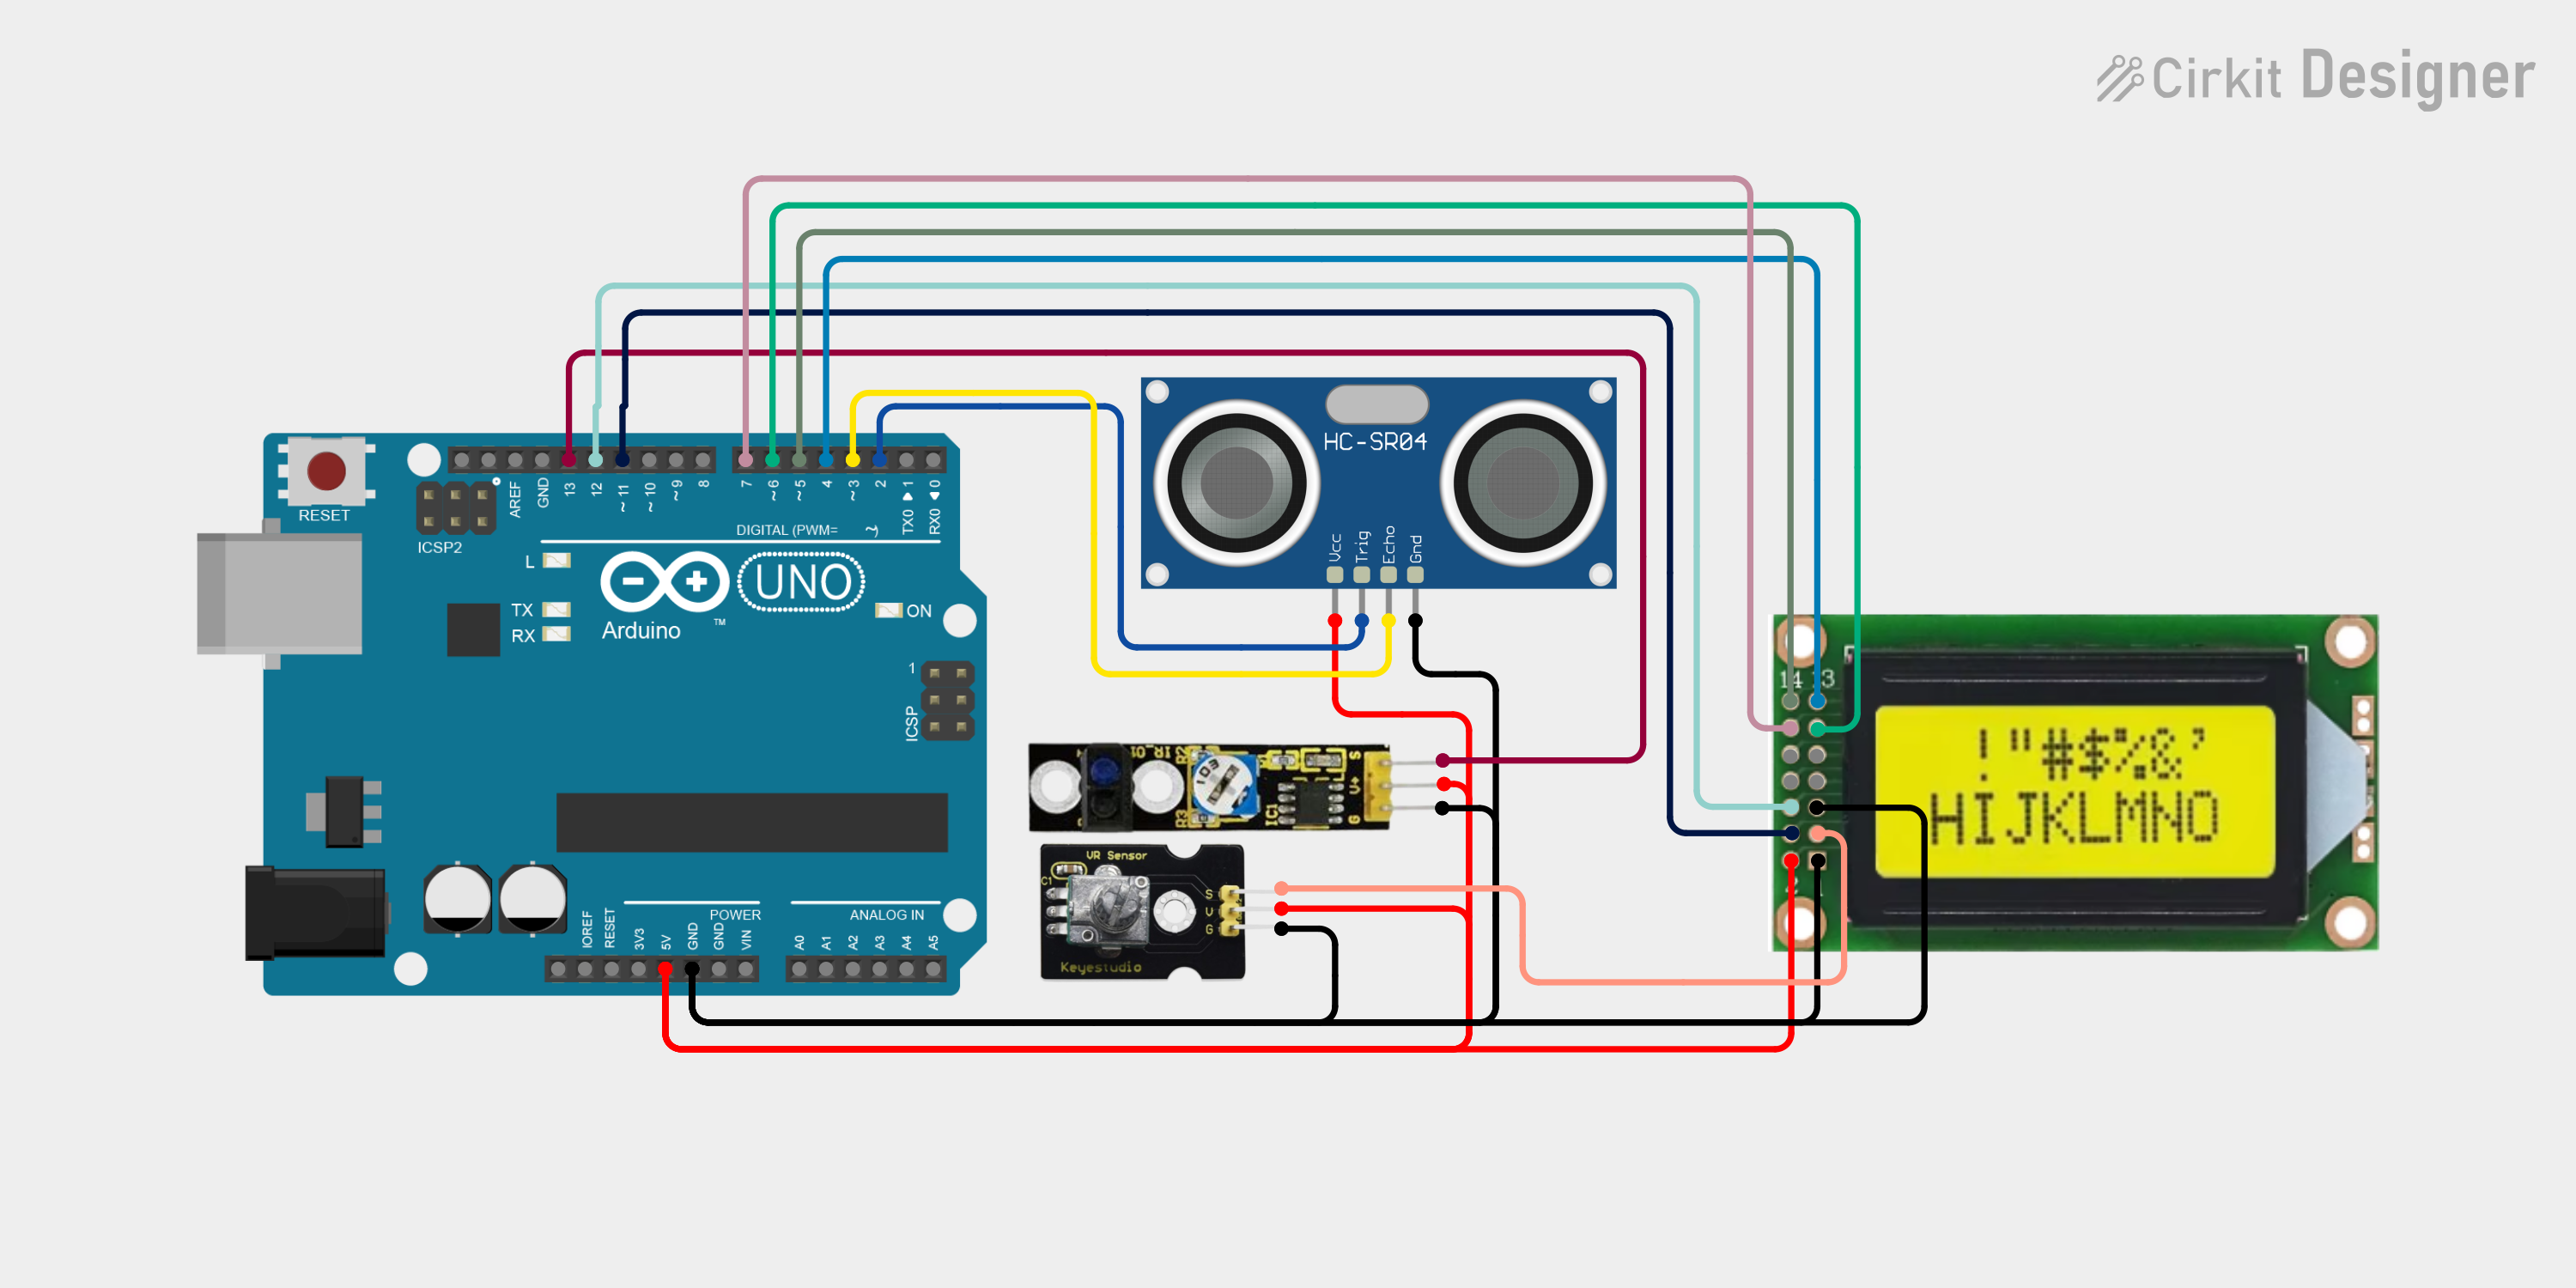 Cirkit Designer
RESET
ICSP2
AREF
GND
13
12
~11
~10
~9
8
7
~6
~5
4
~3
2
TX0 ▶ 1
RX0 ◀ 0
DIGITAL (PWM= ~)
L
TX
RX
Arduino
™
UNO
ON
1
ICSP
IOREF
RESET
3V3
5V
GND
GND
VIN
POWER
ANALOG IN
A0
A1
A2
A3
A4
A5
HC-SR04
Vcc
Trig
Echo
Gnd
R2
R3
103
IC1
S
V+
G
VR Sensor
C1
S
V
G
Keyestudio
14 13
2
!"#$%&'
HIJKLMNO